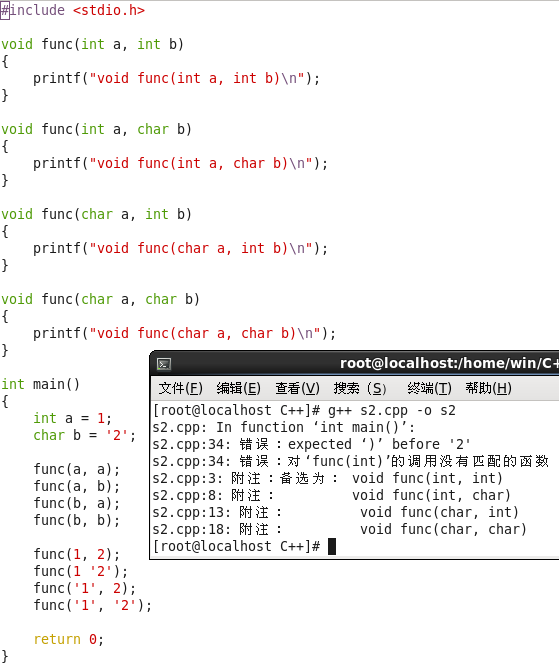 #include <stdio.h>
void func(int a, int b)
{
    printf("void func(int a, int b)\n");
}
void func(int a, char b)
{
    printf("void func(int a, char b)\n");
}
void func(char a, int b)
{
    printf("void func(char a, int b)\n");
}
void func(char a, char b)
{
    printf("void func(char a, char b)\n");
}
int main()
{
    int a = 1;
    char b = '2';
    func(a, a);
    func(a, b);
    func(b, a);
    func(b, b);
    func(1, 2);
    func(1 '2');
    func('1', 2);
    func('1', '2');
    return 0;
}
root@localhost:/home/win/C+
文件(F) 编辑(E) 查看(V) 搜索 (S) 终端(T) 帮助(H)
[root@localhost C++]# g++ s2.cpp -o s2
s2.cpp: In function ‘int main()’:
s2.cpp:34: 错误：expected ‘)’ before '2'
s2.cpp:34: 错误：对‘func(int)’的调用没有匹配的函数
s2.cpp:3: 附注：备选为： void func(int, int)
s2.cpp:8: 附注：          void func(int, char)
s2.cpp:13: 附注：          void func(char, int)
s2.cpp:18: 附注：          void func(char, char)
[root@localhost C++]#